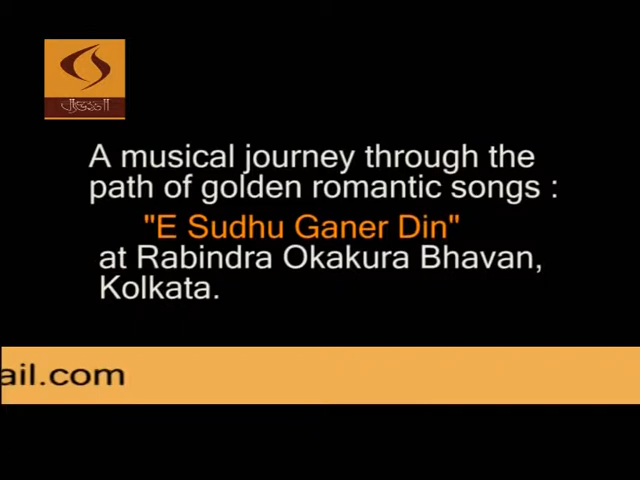 A musical journey through the
path of golden romantic songs :
"E Sudhu Ganer Din"
at Rabindra Okakura Bhavan,
Kolkata.
ail.com